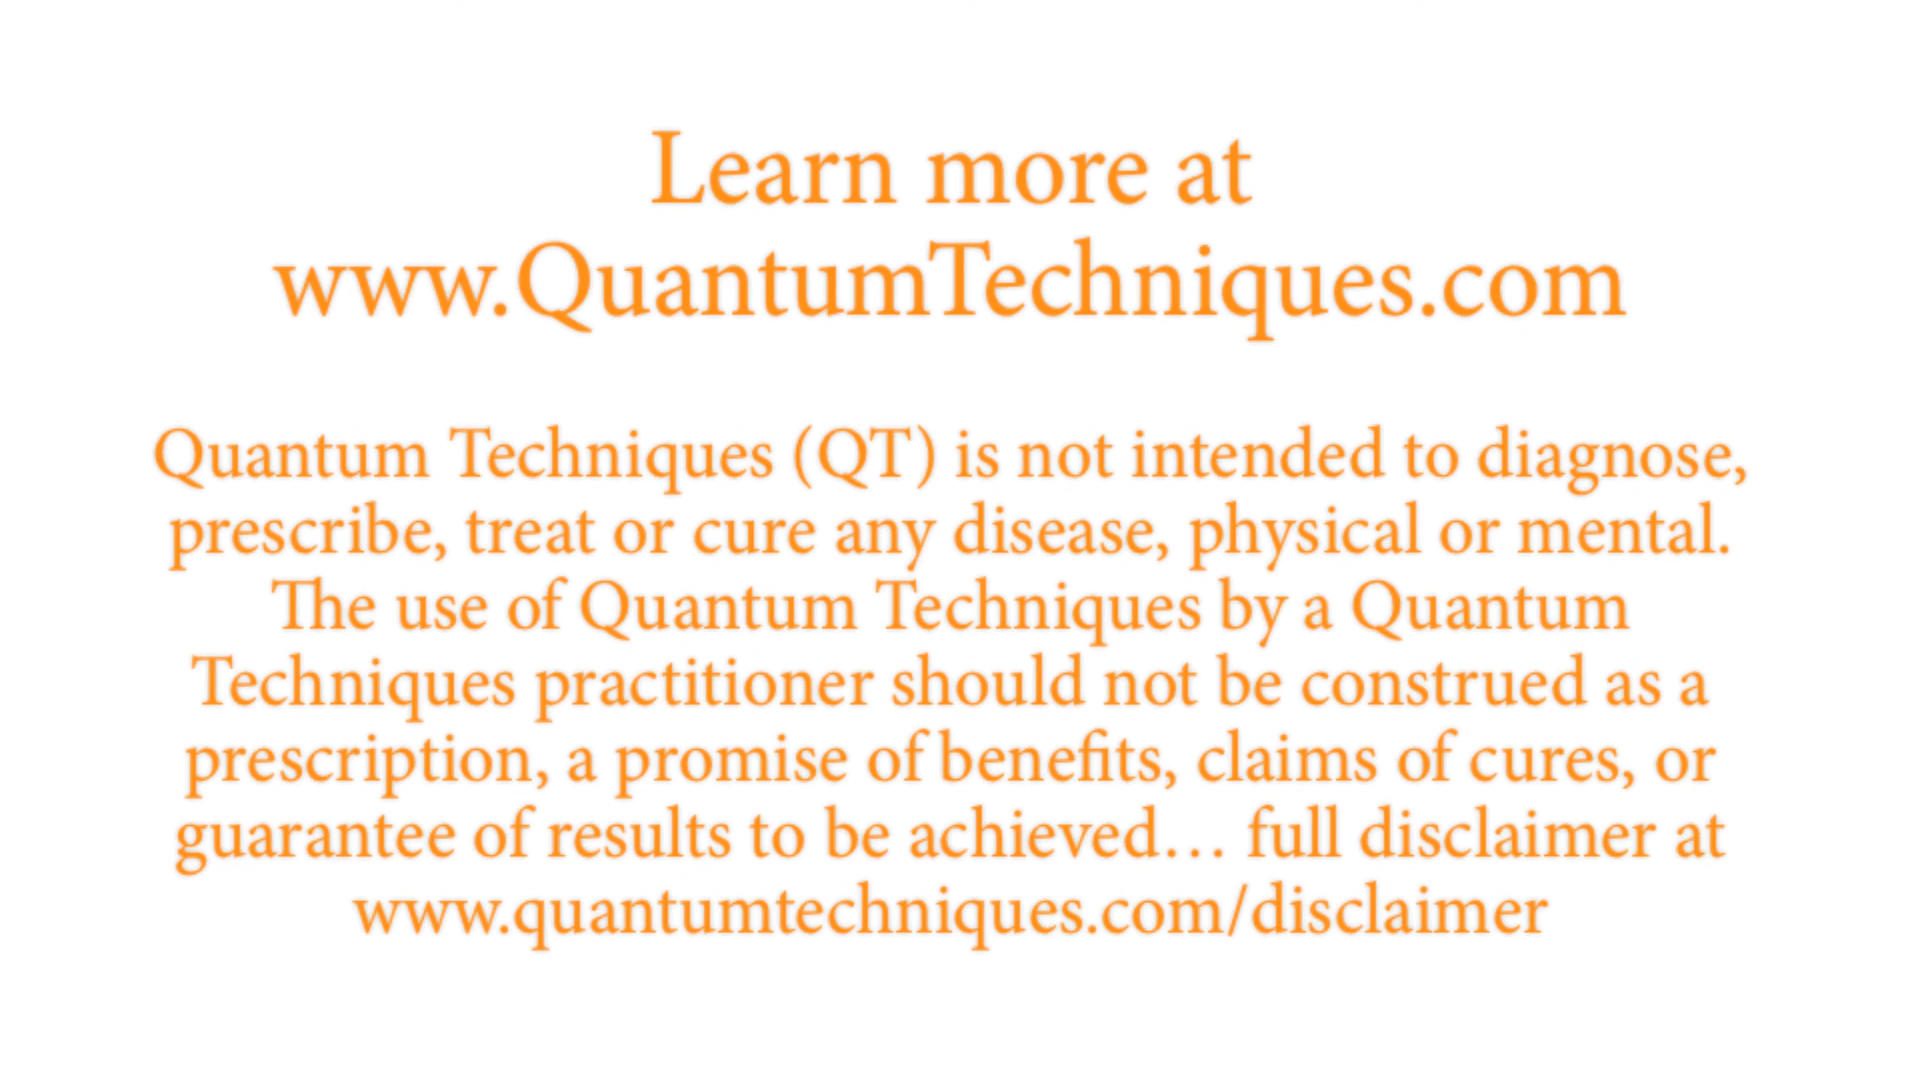 Learn more at
www.QuantumTechniques.com
Quantum Techniques (QT) is not intended to diagnose,
prescribe, treat or cure any disease, physical or mental.
The use of Quantum Techniques by a Quantum
Techniques practitioner should not be construed as a
prescription, a promise of benefits, claims of cures, or
guarantee of results to be achieved… full disclaimer at
www.quantumtechniques.com/disclaimer